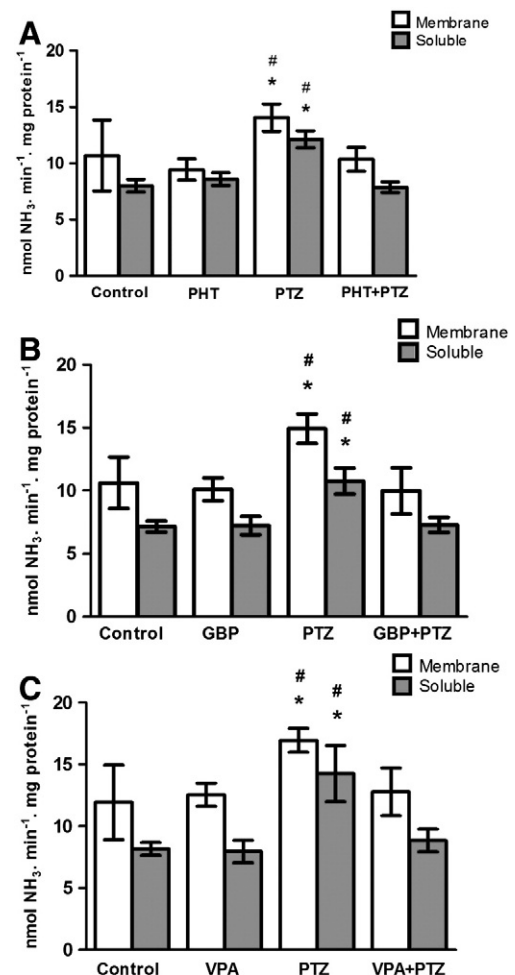 A
Membrane
Soluble
nmol NH₃. min⁻¹. mg protein⁻¹
20
15
10
5
0
# *
# *
Control PHT PTZ PHT+PTZ
B
Membrane
Soluble
nmol NH₃. min⁻¹. mg protein⁻¹
20
15
10
5
0
# *
# *
Control GBP PTZ GBP+PTZ
C
Membrane
Soluble
nmol NH₃. min⁻¹. mg protein⁻¹
20
15
10
5
0
# *
# *
Control VPA PTZ VPA+PTZ